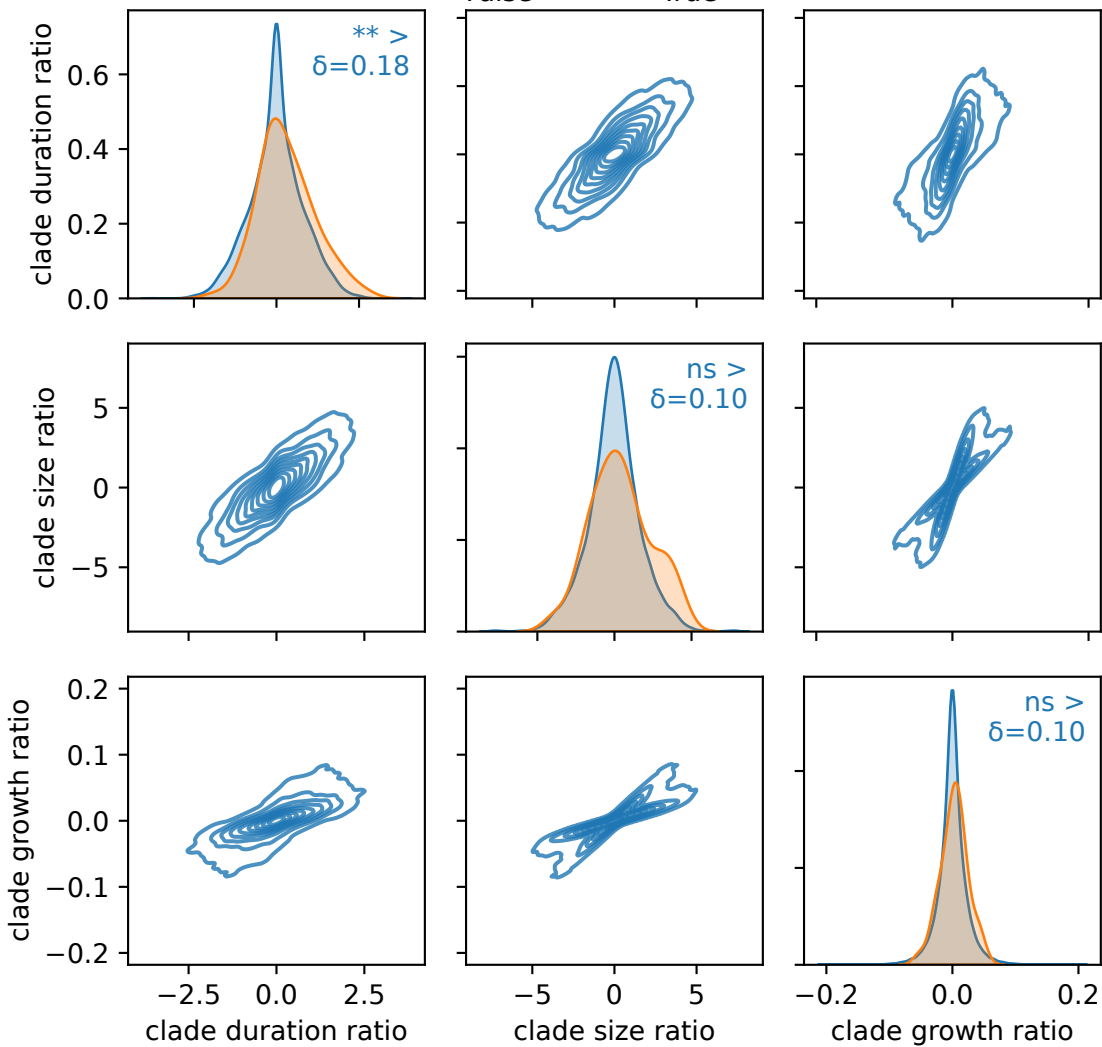 clade duration ratio
0.6
0.4
0.2
0.0
** >
δ=0.18
clade size ratio
5
0
−5
ns >
δ=0.10
clade growth ratio
0.2
0.1
0.0
−0.1
−0.2
ns >
δ=0.10
−2.5 0.0 2.5
−5 0 5
−0.2 0.0 0.2
clade duration ratio
clade size ratio
clade growth ratio